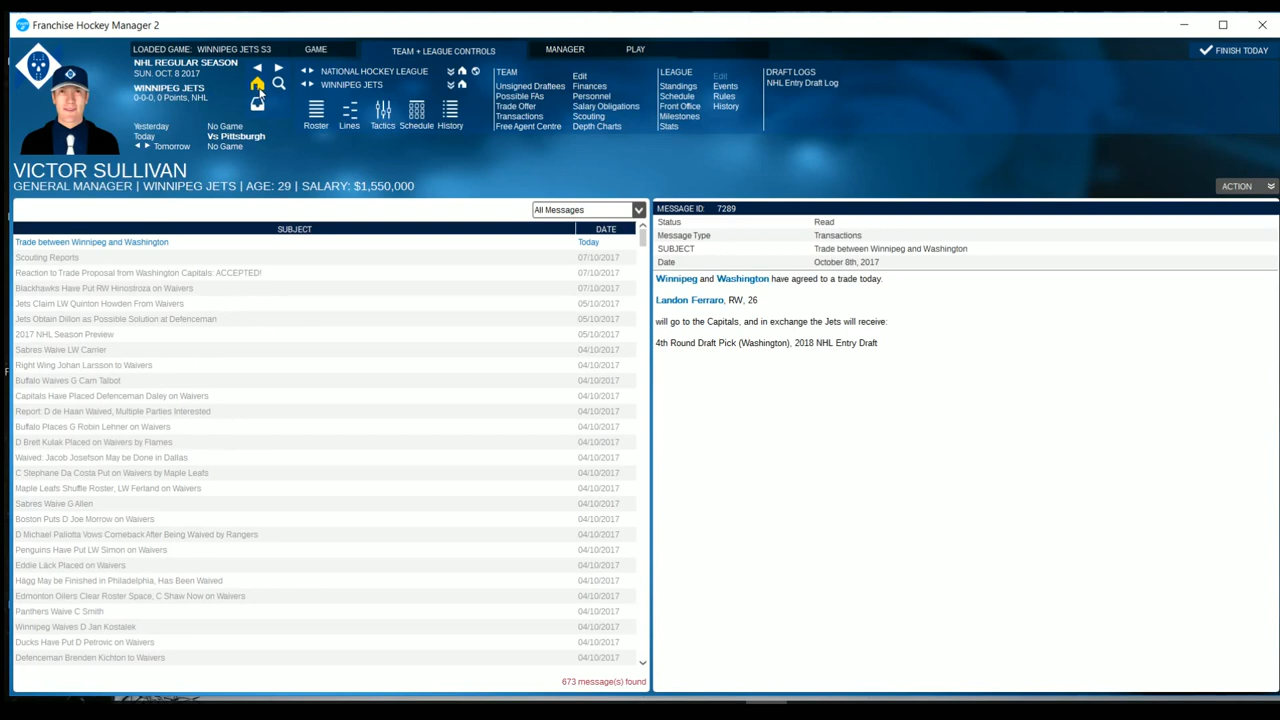 Franchise Hockey Manager 2
LOADED GAME: WINNIPEG JETS S3
GAME
TEAM + LEAGUE CONTROLS
MANAGER
PLAY
FINISH TODAY
NHL REGULAR SEASON
SUN. OCT. 8 2017
WINNIPEG JETS
0-0-0, 0 Points, NHL
Yesterday No Game
Today Vs Pittsburgh
Tomorrow No Game
NATIONAL HOCKEY LEAGUE
WINNIPEG JETS
Roster Lines Tactics Schedule History
TEAM
Unsigned Draftees
Possible FAs
Trade Offer
Transactions
Free Agent Centre
Edit
Finances
Personnel
Salary Obligations
Scouting
Depth Charts
LEAGUE
Standings
Schedule
Front Office
Milestones
Stats
Edit
Events
Rules
History
DRAFT LOGS
NHL Entry Draft Log
VICTOR SULLIVAN
GENERAL MANAGER | WINNIPEG JETS | AGE: 29 | SALARY: $1,550,000
ACTION
All Messages
SUBJECT DATE
Trade between Winnipeg and Washington Today
Scouting Reports 07/10/2017
Reaction to Trade Proposal from Washington Capitals: ACCEPTED! 07/10/2017
Blackhawks Have Put RW Hinostroza on Waivers 07/10/2017
Jets Claim LW Quinton Howden From Waivers 05/10/2017
Jets Obtain Dillon as Possible Solution at Defenceman 05/10/2017
2017 NHL Season Preview 05/10/2017
Sabres Waive LW Carrier 04/10/2017
Right Wing Johan Larsson to Waivers 04/10/2017
Buffalo Waives G Cam Talbot 04/10/2017
Capitals Have Placed Defenceman Daley on Waivers 04/10/2017
Report: D de Haan Waived, Multiple Parties Interested 04/10/2017
Buffalo Places G Robin Lehner on Waivers 04/10/2017
D Brett Kulak Placed on Waivers by Flames 04/10/2017
Waived: Jacob Josefson May be Done in Dallas 04/10/2017
C Stephane Da Costa Put on Waivers by Maple Leafs 04/10/2017
Maple Leafs Shuffle Roster, LW Ferland on Waivers 04/10/2017
Sabres Waive G Allen 04/10/2017
Boston Puts D Joe Morrow on Waivers 04/10/2017
D Michael Paliotta Vows Comeback After Being Waived by Rangers 04/10/2017
Penguins Have Put LW Simon on Waivers 04/10/2017
Eddie Läck Placed on Waivers 04/10/2017
Hägg May be Finished in Philadelphia, Has Been Waived 04/10/2017
Edmonton Oilers Clear Roster Space, C Shaw Now on Waivers 04/10/2017
Panthers Waive C Smith 04/10/2017
Winnipeg Waives D Jan Kostalek 04/10/2017
Ducks Have Put D Petrovic on Waivers 04/10/2017
Defenceman Brenden Kichton to Waivers 04/10/2017
673 message(s) found
MESSAGE ID: 7289
Status Read
Message Type Transactions
SUBJECT Trade between Winnipeg and Washington
Date October 8th, 2017
Winnipeg and Washington have agreed to a trade today.
Landon Ferraro, RW, 26
will go to the Capitals, and in exchange the Jets will receive:
4th Round Draft Pick (Washington), 2018 NHL Entry Draft